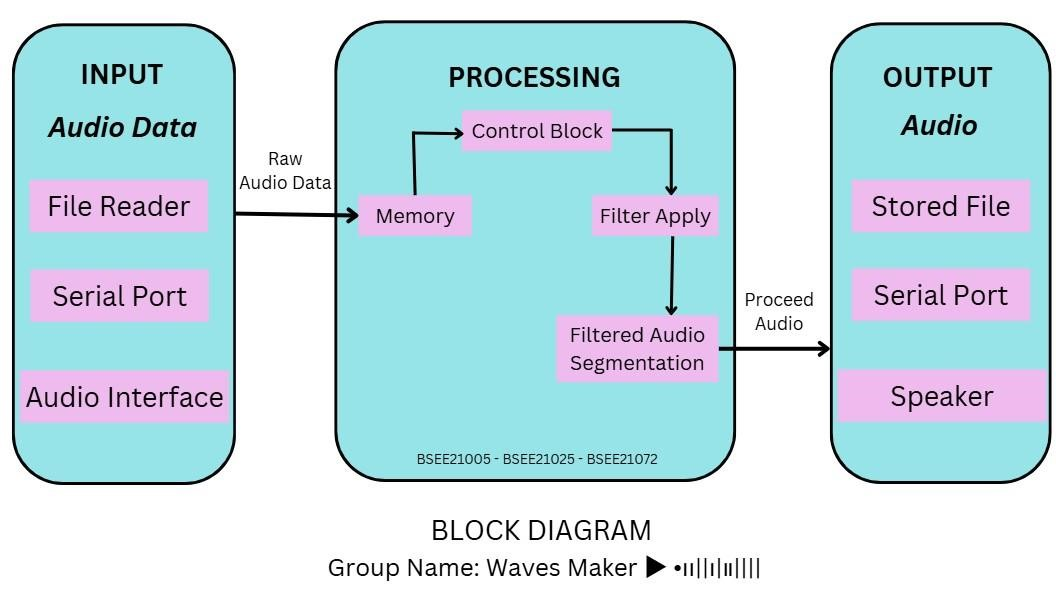 INPUT
Audio Data
File Reader
Serial Port
Audio Interface
Raw
Audio Data
PROCESSING
Control Block
Memory
Filter Apply
Filtered Audio
Segmentation
BSEE21005 - BSEE21025 - BSEE21072
Proceed
Audio
OUTPUT
Audio
Stored File
Serial Port
Speaker
BLOCK DIAGRAM
Group Name: Waves Maker